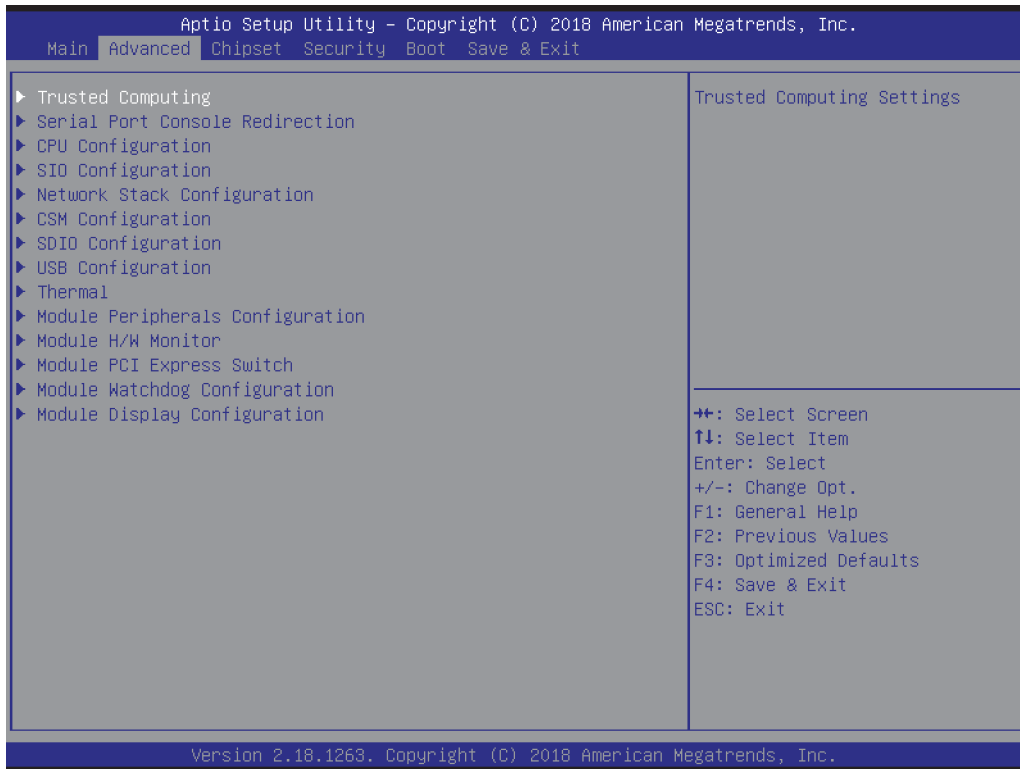 Aptio Setup Utility – Copyright (C) 2018 American Megatrends, Inc.
Main Advanced Chipset Security Boot Save & Exit
▶ Trusted Computing
▶ Serial Port Console Redirection
▶ CPU Configuration
▶ SIO Configuration
▶ Network Stack Configuration
▶ CSM Configuration
▶ SDIO Configuration
▶ USB Configuration
▶ Thermal
▶ Module Peripherals Configuration
▶ Module H/W Monitor
▶ Module PCI Express Switch
▶ Module Watchdog Configuration
▶ Module Display Configuration
Trusted Computing Settings
→←: Select Screen
↑↓: Select Item
Enter: Select
+/-: Change Opt.
F1: General Help
F2: Previous Values
F3: Optimized Defaults
F4: Save & Exit
ESC: Exit
Version 2.18.1263. Copyright (C) 2018 American Megatrends, Inc.